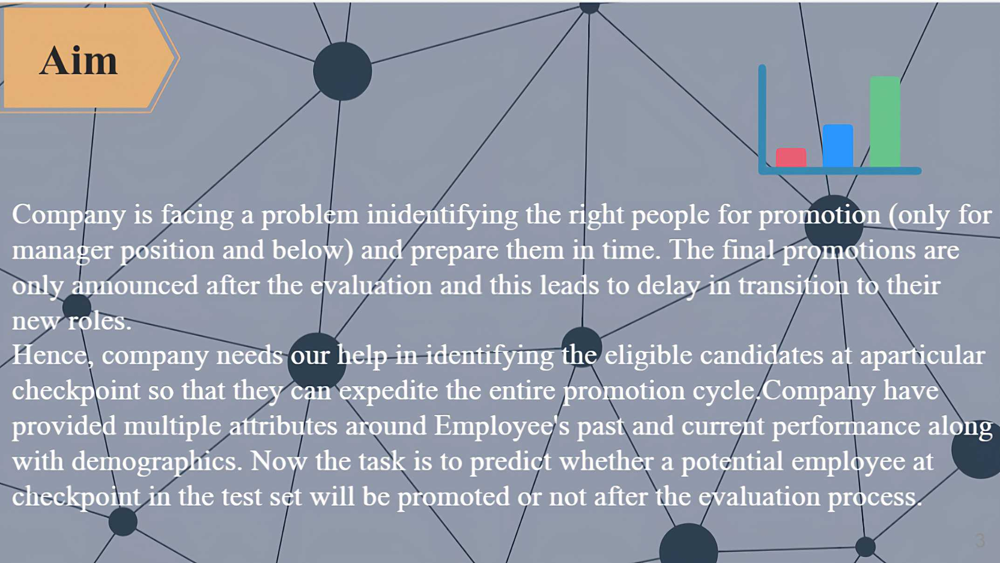 Aim
Company is facing a problem inidentifying the right people for promotion (only for
manager position and below) and prepare them in time. The final promotions are
only announced after the evaluation and this leads to delay in transition to their
new roles.
Hence, company needs our help in identifying the eligible candidates at aparticular
checkpoint so that they can expedite the entire promotion cycle.Company have
provided multiple attributes around Employee's past and current performance along
with demographics. Now the task is to predict whether a potential employee at
checkpoint in the test set will be promoted or not after the evaluation process.
3